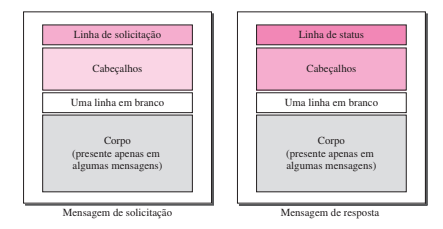 Linha de solicitação
Cabeçalhos
Uma linha em branco
Corpo
(presente apenas em
algumas mensagens)
Mensagem de solicitação
Linha de status
Cabeçalhos
Uma linha em branco
Corpo
(presente apenas em
algumas mensagens)
Mensagem de resposta